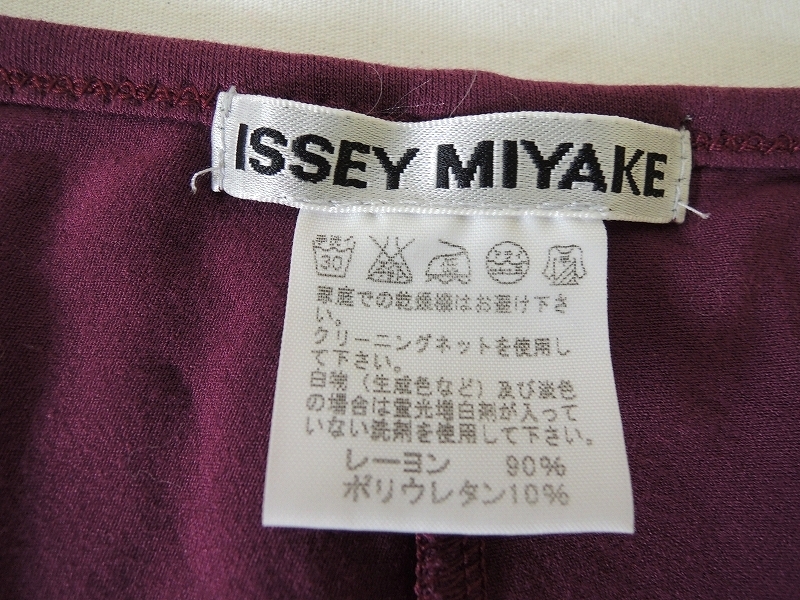 ISSEY MIYAKE
手洗イ
30
家庭での乾燥機はお避け下さ
い。
クリーニングネットを使用し
て下さい。
白物（生成色など）及び淡色
の場合は蛍光増白剤が入って
いない洗剤を使用して下さい。
レーヨン 90%
ポリウレタン10%